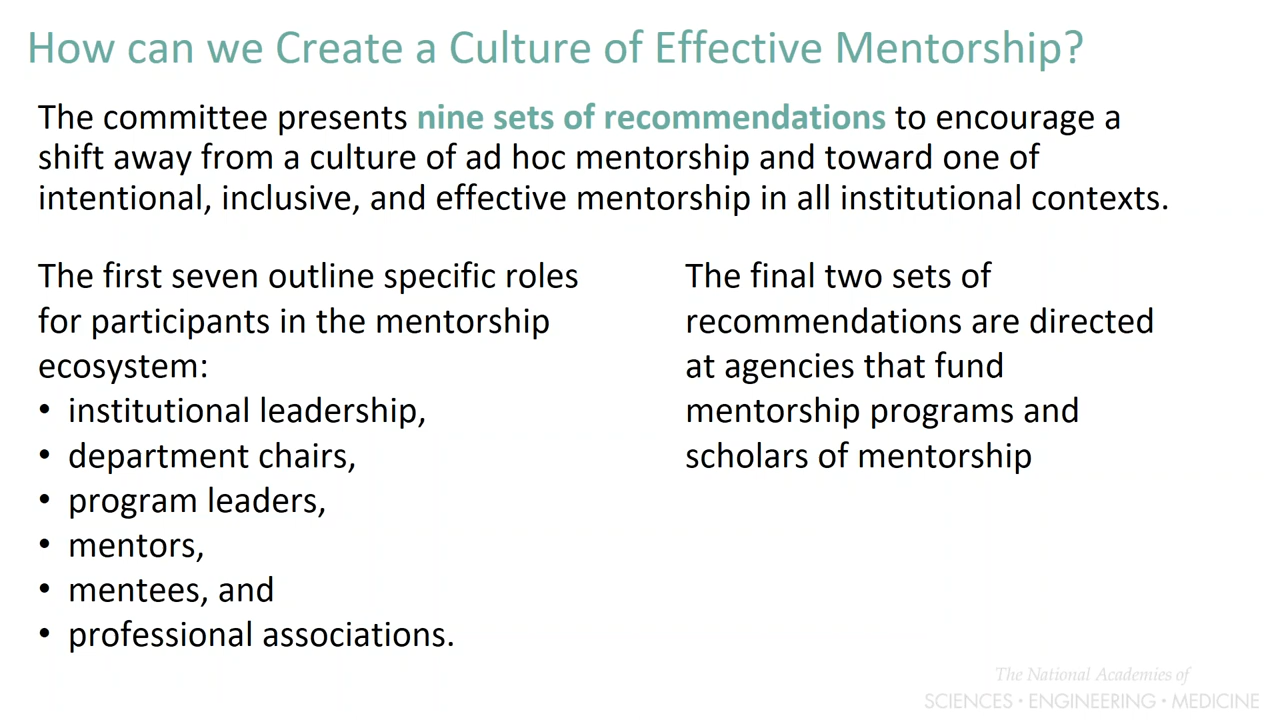 How can we Create a Culture of Effective Mentorship?
The committee presents nine sets of recommendations to encourage a
shift away from a culture of ad hoc mentorship and toward one of
intentional, inclusive, and effective mentorship in all institutional contexts.
The first seven outline specific roles
for participants in the mentorship
ecosystem:
• institutional leadership,
• department chairs,
• program leaders,
• mentors,
• mentees, and
• professional associations.
The final two sets of
recommendations are directed
at agencies that fund
mentorship programs and
scholars of mentorship
The National Academies of
SCIENCES • ENGINEERING • MEDICINE